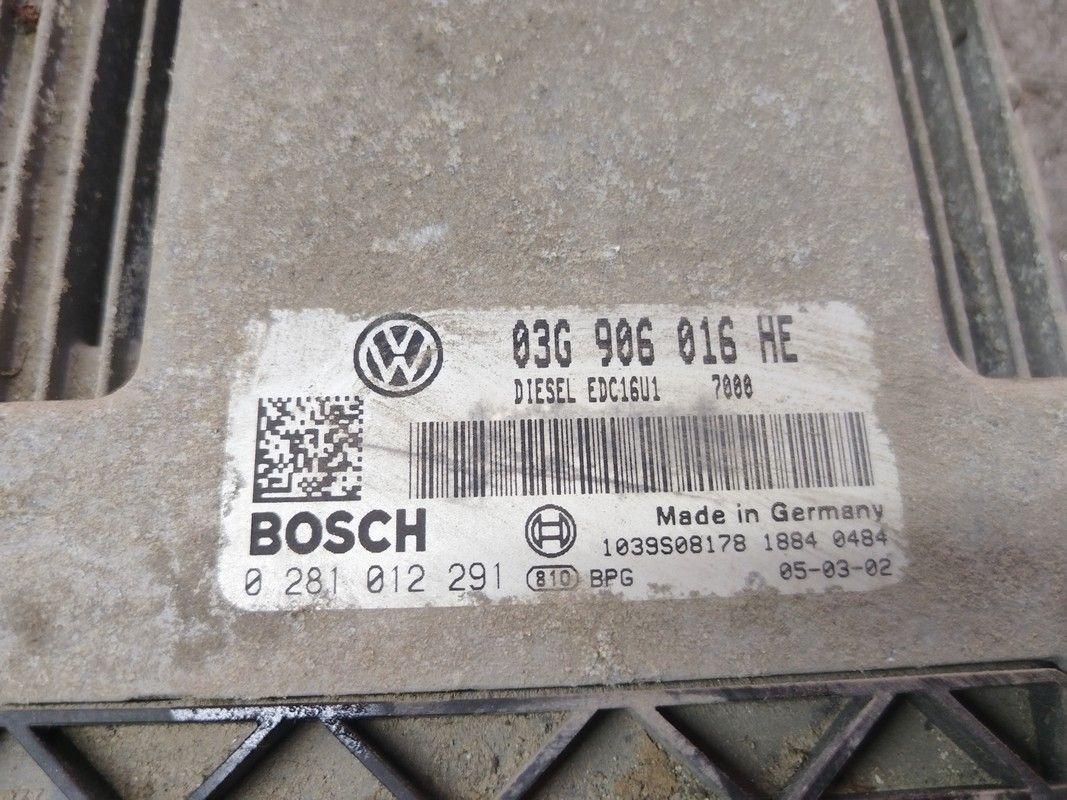 03G 906 016 HE
DIESEL EDC16U1 7000
BOSCH
Made in Germany
1039S08178 1884 0484
0 281 012 291 810 BPG 05-03-02